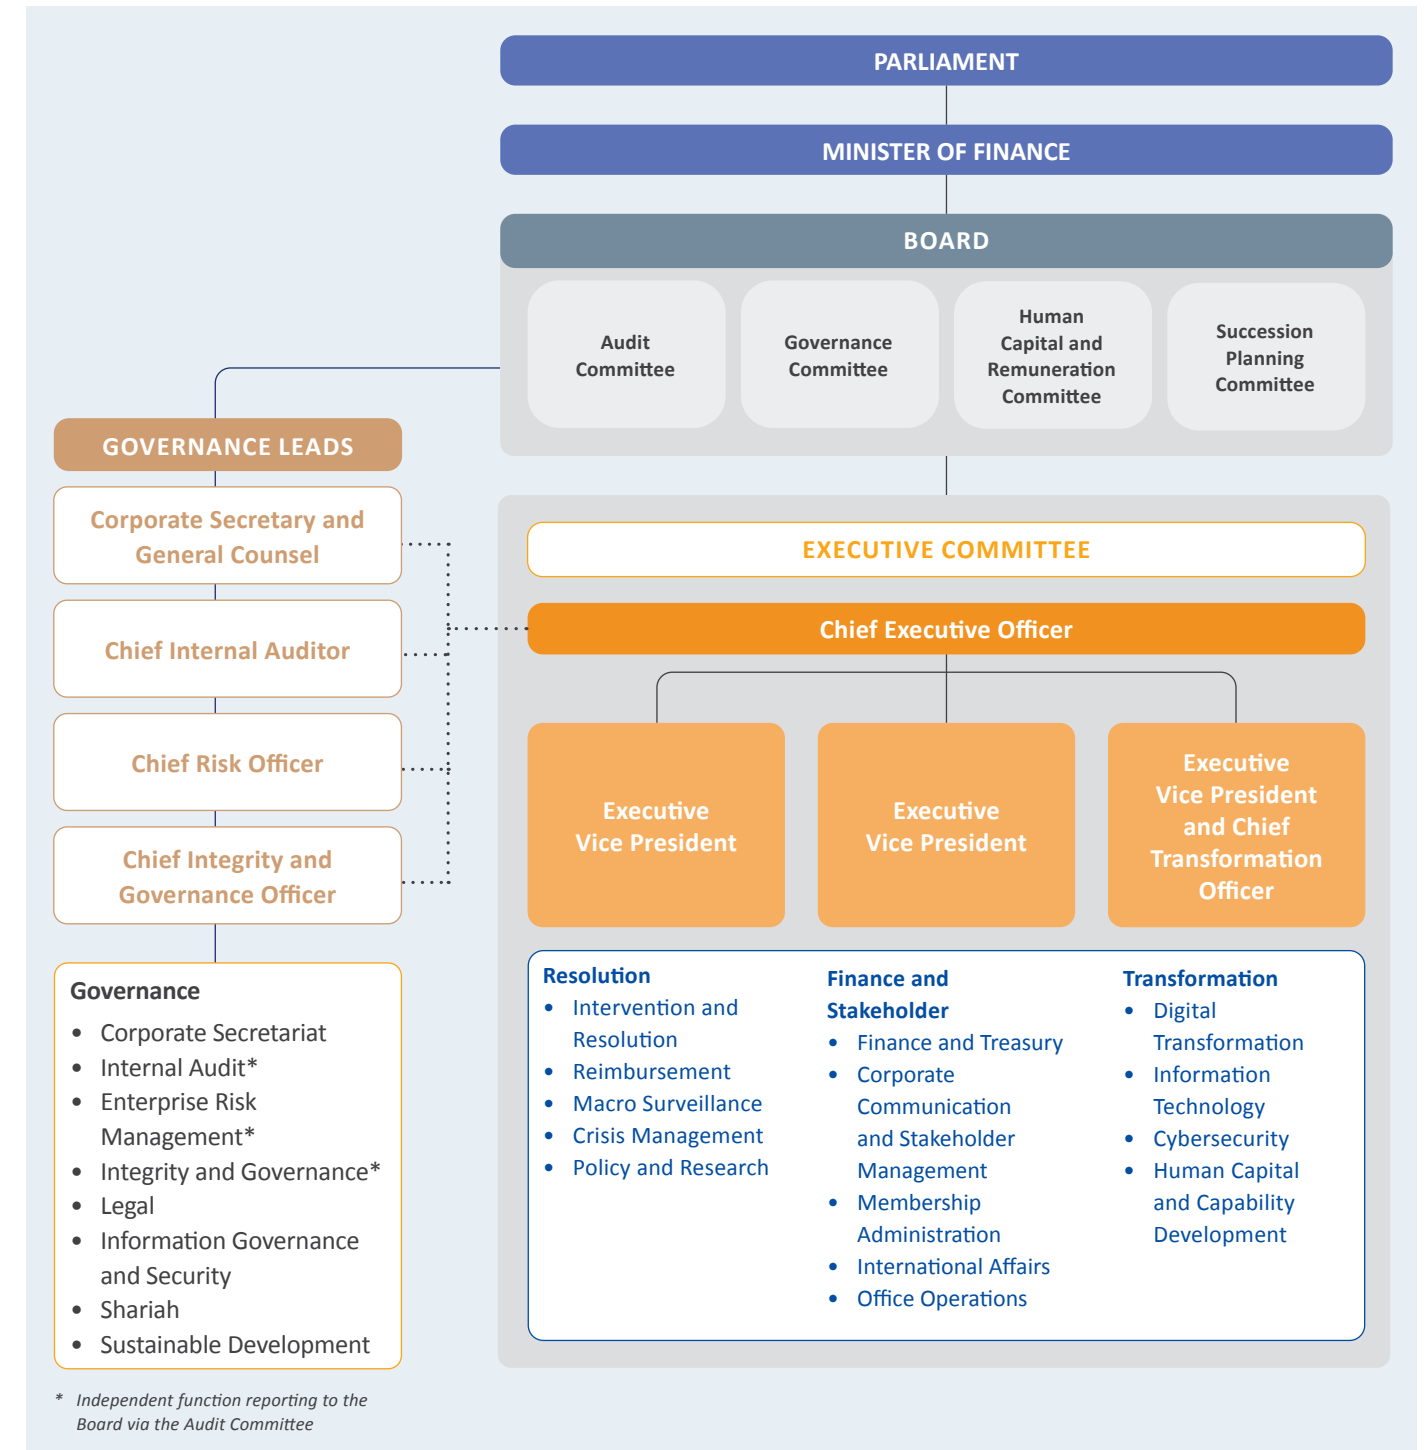 PARLIAMENT
MINISTER OF FINANCE
BOARD
Audit
Committee
Governance
Committee
Human
Capital and
Remuneration
Committee
Succession
Planning
Committee
GOVERNANCE LEADS
Corporate Secretary and
General Counsel
Chief Internal Auditor
Chief Risk Officer
Chief Integrity and
Governance Officer
Governance
• Corporate Secretariat
• Internal Audit*
• Enterprise Risk
Management*
• Integrity and Governance*
• Legal
• Information Governance
and Security
• Shariah
• Sustainable Development
* Independent function reporting to the
Board via the Audit Committee
EXECUTIVE COMMITTEE
Chief Executive Officer
Executive
Vice President
Executive
Vice President
Executive
Vice President
and Chief
Transformation
Officer
Resolution
• Intervention and
Resolution
• Reimbursement
• Macro Surveillance
• Crisis Management
• Policy and Research
Finance and
Stakeholder
• Finance and Treasury
• Corporate
Communication
and Stakeholder
Management
• Membership
Administration
• International Affairs
• Office Operations
Transformation
• Digital
Transformation
• Information
Technology
• Cybersecurity
• Human Capital
and Capability
Development